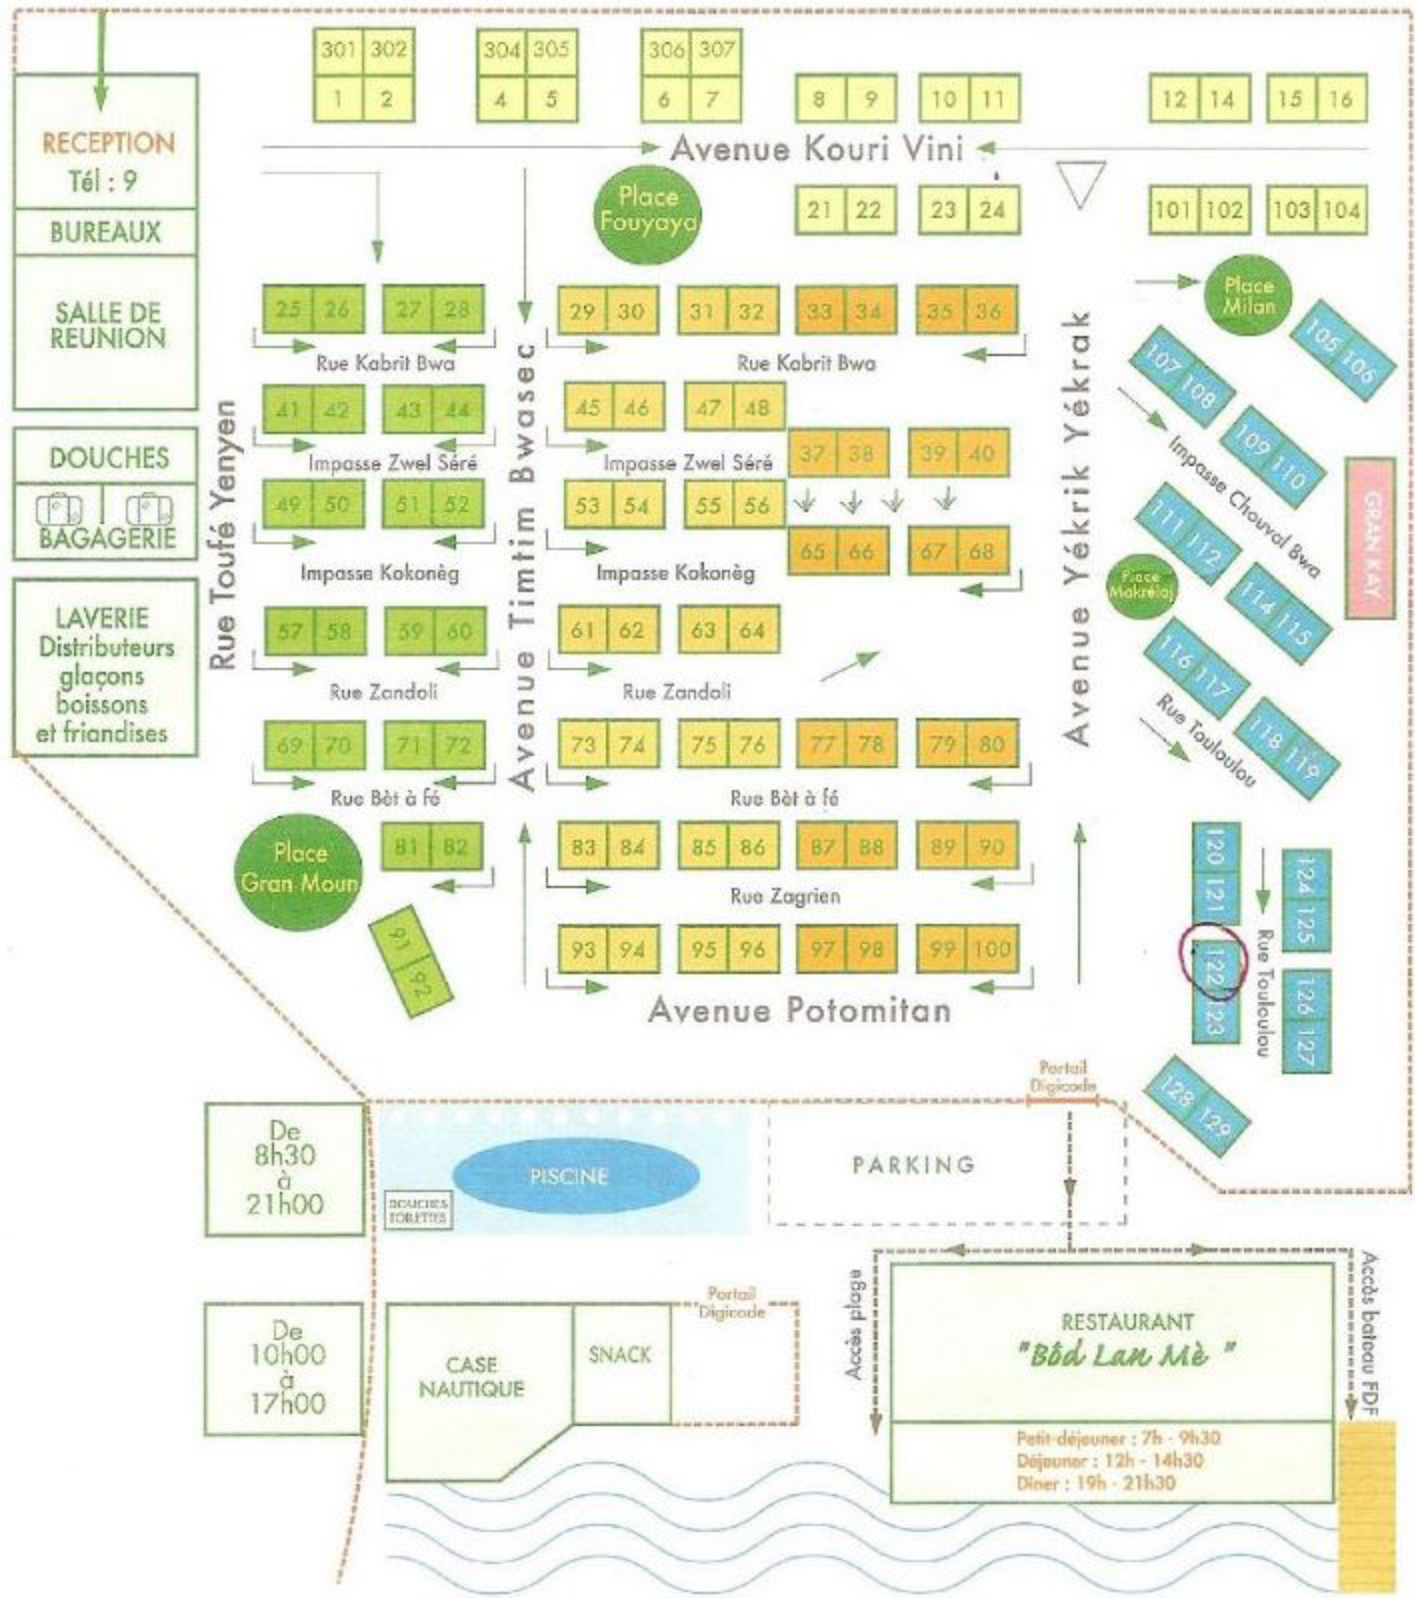 301 302 304 305 306 307
1 2 4 5 6 7 8 9 10 11 12 14 15 16
RECEPTION
Tél : 9
Avenue Kouri Vini
BUREAUX
Place
Fouyaya
21 22 23 24 101 102 103 104
SALLE DE
REUNION
Place
Milan
25 26 27 28 29 30 31 32 33 34 35 36
105 106
107 108
Rue Kabrit Bwa
Rue Kabrit Bwa
Rue Toufé Yenyen
Avenue Timtim Bwasec
Avenue Yékrik Yékrak
41 42 43 44 45 46 47 48
109 110
Impasse Chouval Bwa
37 38 39 40
DOUCHES
Impasse Zwel Séré
Impasse Zwel Séré
GRAN KAY
49 50 51 52 53 54 55 56
111 112
BAGAGERIE
65 66 67 68
Impasse Kokonèg
Impasse Kokonèg
Place
Makrélaj
114 115
LAVERIE
Distributeurs
glaçons
boissons
et friandises
57 58 59 60 61 62 63 64
116 117
Rue Zandoli
Rue Zandoli
Rue Touloulou
118 119
69 70 71 72 73 74 75 76 77 78 79 80
Rue Bèt à fé
Rue Bèt à fé
Place
Gran Moun
81 82 83 84 85 86 87 88 89 90
120 121
124 125
Rue Zagrien
91 92
93 94 95 96 97 98 99 100
122 123
Rue Touloulou
126 127
Avenue Potomitan
128 129
Portail
Digicode
De
8h30
à
21h00
PISCINE
DOUCHES
TOILETTES
PARKING
Accès plage
Accès bateau FDF
De
10h00
à
17h00
Portail
Digicode
CASE
NAUTIQUE
SNACK
RESTAURANT
"Bôd Lan Mè "
Petit-déjeuner : 7h - 9h30
Déjeuner : 12h - 14h30
Diner : 19h - 21h30